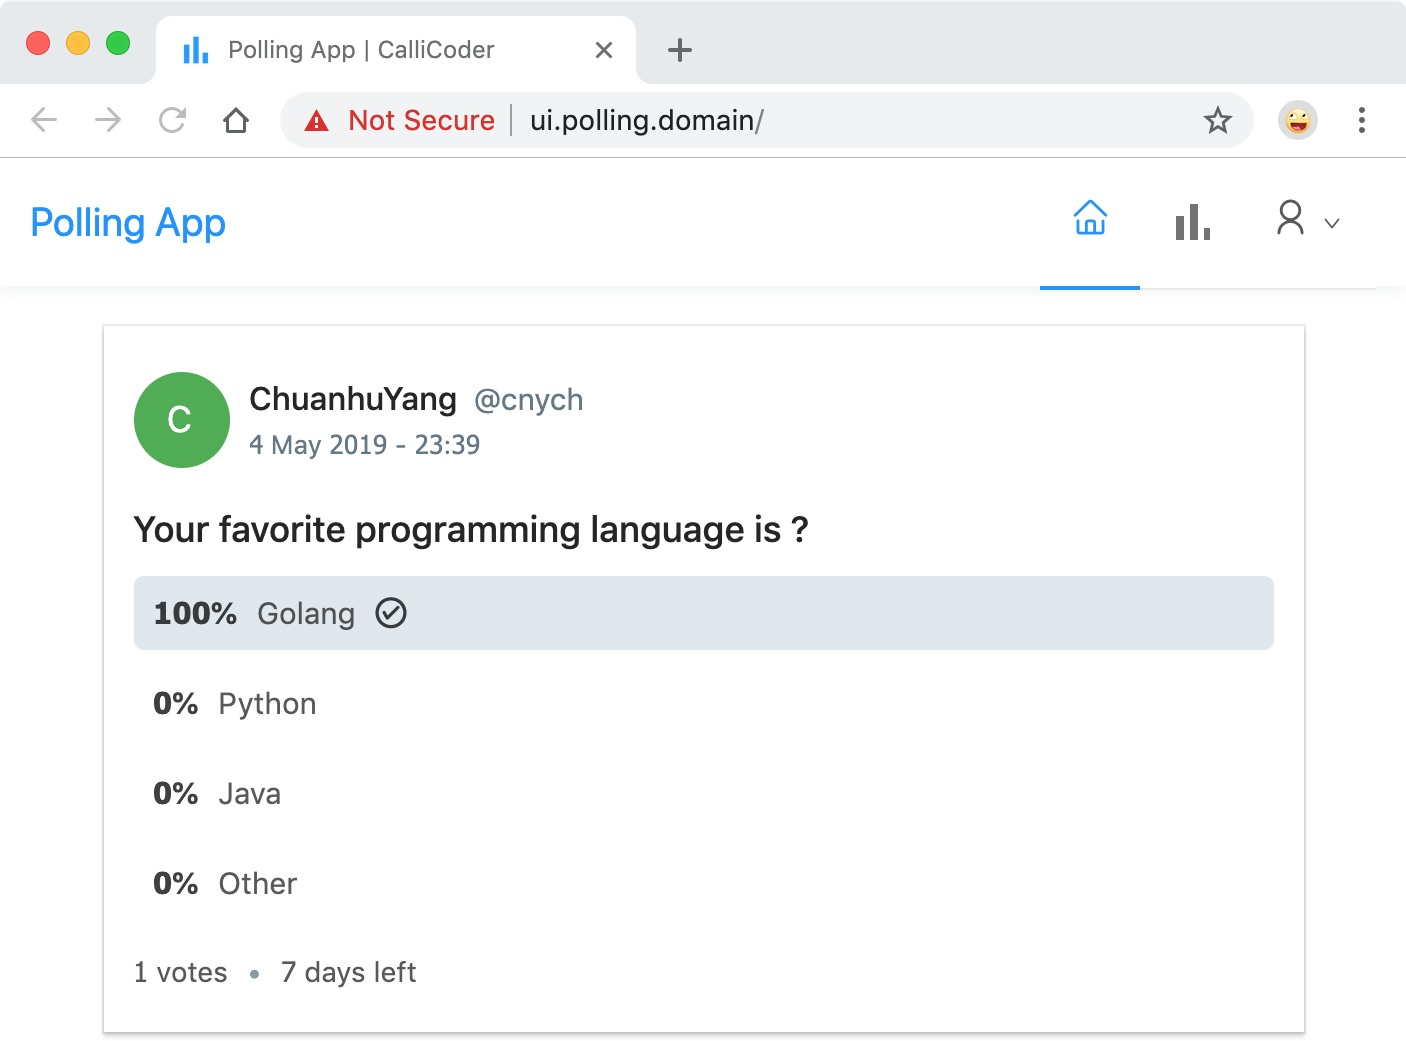 Polling App | CalliCoder
Not Secure | ui.polling.domain/
Polling App
C
ChuanhuYang @cnych
4 May 2019 - 23:39
Your favorite programming language is ?
100% Golang
0% Python
0% Java
0% Other
1 votes • 7 days left